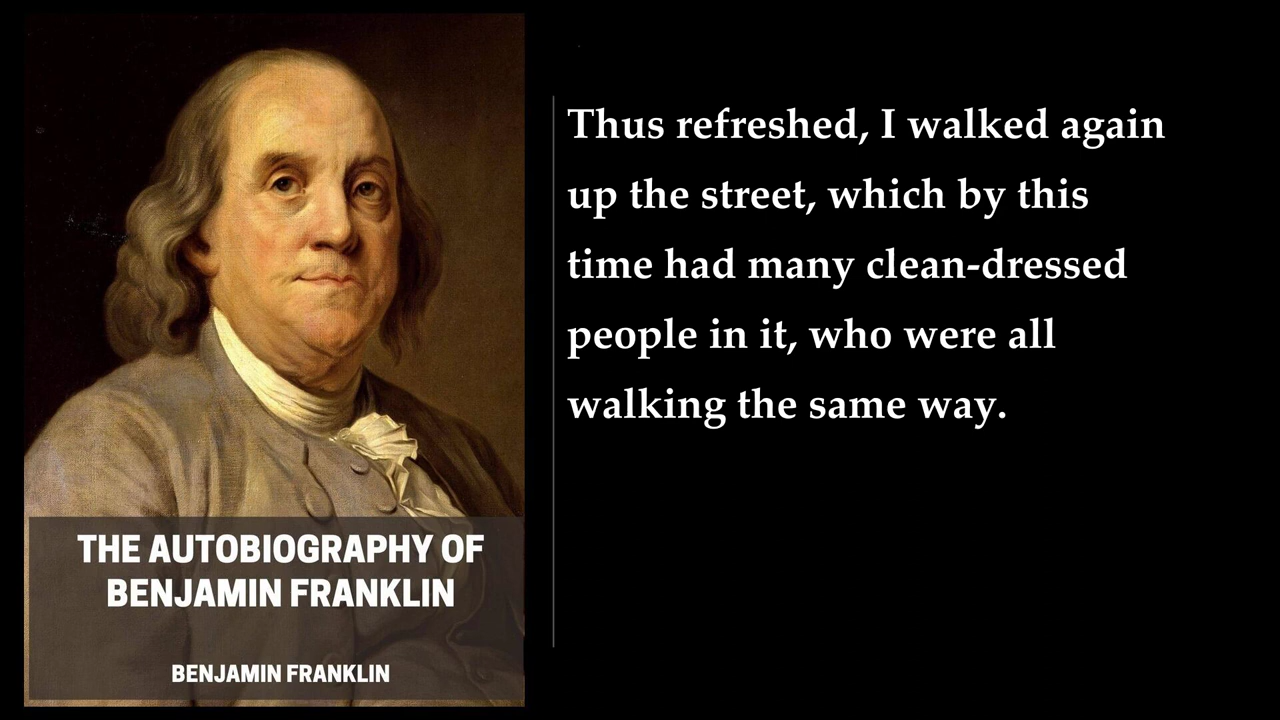 Thus refreshed, I walked again
up the street, which by this
time had many clean-dressed
people in it, who were all
walking the same way.
THE AUTOBIOGRAPHY OF
BENJAMIN FRANKLIN
BENJAMIN FRANKLIN